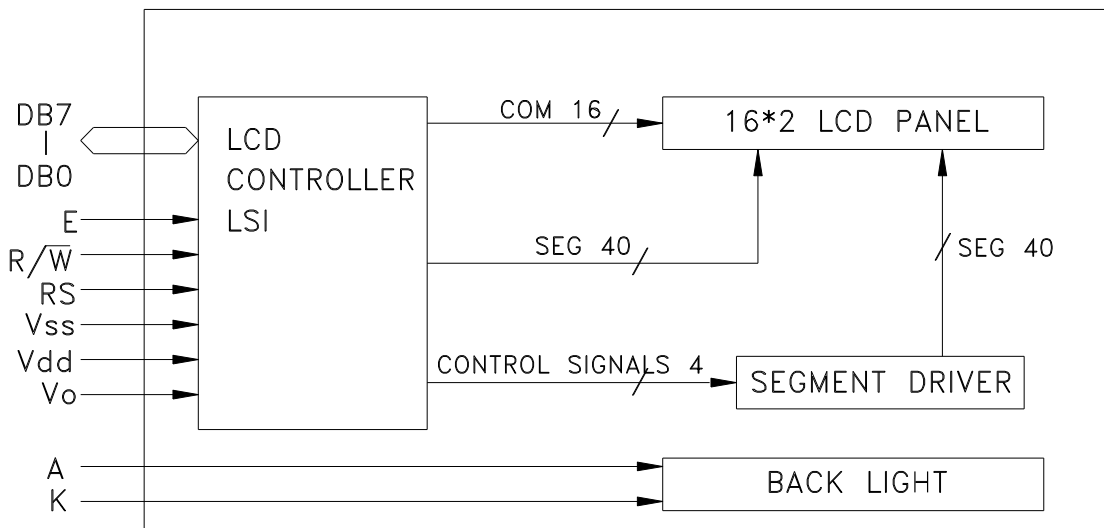 DB7
DB0
E
R/W̅
RS
Vss
Vdd
Vo
A
K
LCD
CONTROLLER
LSI
COM 16
16*2 LCD PANEL
SEG 40
SEG 40
CONTROL SIGNALS 4
SEGMENT DRIVER
BACK LIGHT